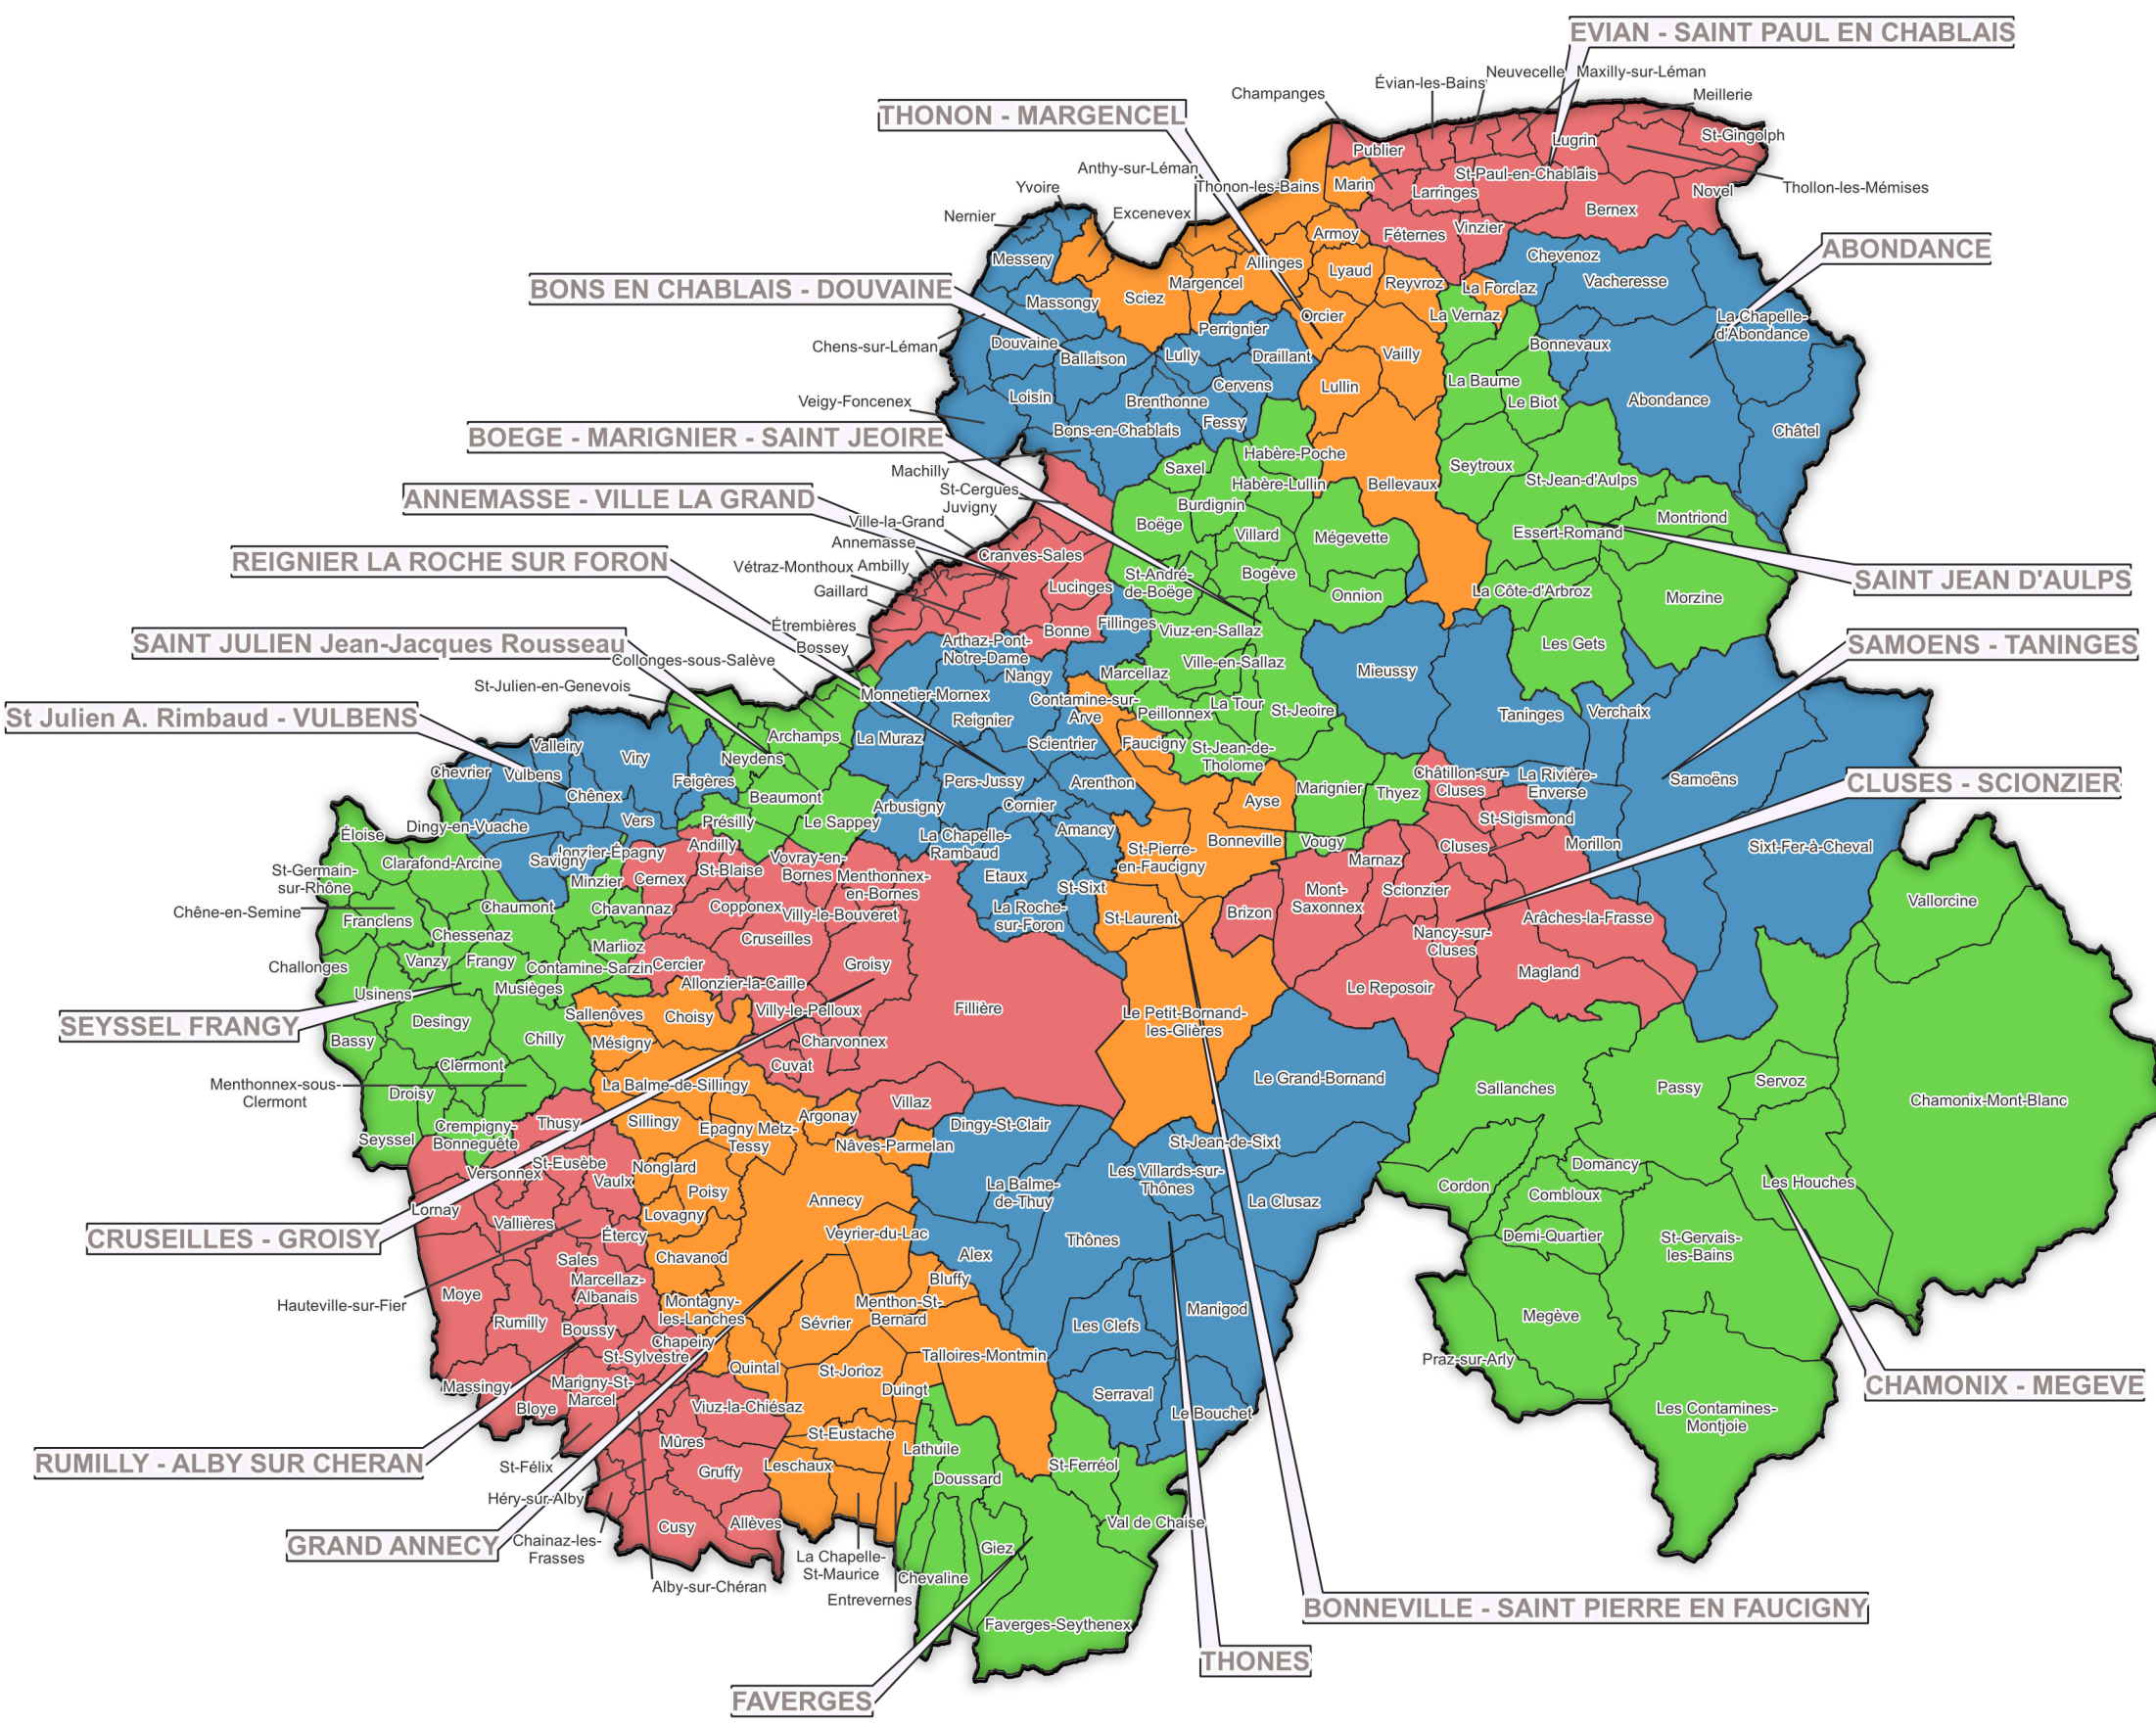 EVIAN - SAINT PAUL EN CHABLAIS
Neuvecelle
Maxilly-sur-Léman
Évian-les-Bains
Champanges
Meillerie
THONON - MARGENCEL
St-Gingolph
Lugrin
Publier
Anthy-sur-Léman
St-Paul-en-Chablais
Thonon-les-Bains
Marin
Larringes
Thollon-les-Mémises
Novel
Yvoire
Excenevex
Nernier
Bernex
Vinzier
Armoy
Féternes
ABONDANCE
Messery
Allinges
Chevenoz
Lyaud
Vacheresse
Margencel
Reyvroz
La Forclaz
BONS EN CHABLAIS - DOUVAINE
Sciez
Massongy
Orcier
La Vernaz
La Chapelle-
d'Abondance
Perrignier
Chens-sur-Léman
Douvaine
Ballaison
Lully
Draillant
Vailly
Bonnevaux
Cervens
Lullin
La Baume
Loisin
Brenthonne
Le Biot
Abondance
Veigy-Foncenex
Fessy
Bons-en-Chablais
Châtel
BOEGE - MARIGNIER - SAINT JEOIRE
Habère-Poche
Machilly
Saxel
Seytroux
St-Jean-d'Aulps
Habère-Lullin
Bellevaux
St-Cergues
ANNEMASSE - VILLE LA GRAND
Juvigny
Burdignin
Ville-la-Grand
Boëge
Montriond
Essert-Romand
Villard
Mégevette
Annemasse
Cranves-Sales
REIGNIER LA ROCHE SUR FORON
Vétraz-Monthoux
Ambilly
St-André-
de-Boëge
Bogève
SAINT JEAN D'AULPS
Gaillard
Lucinges
Onnion
La Côte-d'Arbroz
Morzine
Étrembières
Bonne
Fillinges
Viuz-en-Sallaz
SAINT JULIEN Jean-Jacques Rousseau
Bossey
Arthaz-Pont-
Notre-Dame
Les Gets
SAMOENS - TANINGES
Collonges-sous-Salève
Nangy
Marcellaz
Ville-en-Sallaz
Mieussy
St-Julien-en-Genevois
Monnetier-Mornex
Contamine-sur-
Arve
Peillonnex
La Tour
St-Jeoire
Taninges
Verchaix
St Julien A. Rimbaud - VULBENS
Reignier
Archamps
La Muraz
Scientrier
Faucigny
St-Jean-de-
Tholome
Valleiry
Viry
Neydens
Chevrier
Vulbens
Feigères
Pers-Jussy
Arenthon
Châtillon-sur-
Cluses
La Rivière-
Enverse
Samoëns
CLUSES - SCIONZIER
Chênex
Beaumont
Arbusigny
Cornier
Ayse
Marignier
Thyez
Éloise
Dingy-en-Vuache
Vers
Présilly
Le Sappey
Amancy
St-Sigismond
La Chapelle-
Rambaud
Bonneville
Vougy
Cluses
Morillon
Sixt-Fer-à-Cheval
Andilly
Jonzier-Épagny
Savigny
Clarafond-Arcine
Vovray-en-
Bornes
St-Pierre-
en-Faucigny
Marnaz
St-Germain-
sur-Rhône
Minzier
Cernex
St-Blaise
Menthonnex-
en-Bornes
Etaux
St-Sixt
Mont-
Saxonnex
Scionzier
Vallorcine
Chêne-en-Semine
Franclens
Chaumont
Chavannaz
Copponex
Villy-le-Bouveret
La Roche-
sur-Foron
St-Laurent
Brizon
Arâches-la-Frasse
Chessenaz
Marlioz
Cruseilles
Nancy-sur-
Cluses
Challonges
Vanzy
Frangy
Contamine-Sarzin
Cercier
Groisy
Magland
Usinens
Musièges
Allonzier-la-Caille
Le Reposoir
SEYSSEL FRANGY
Desingy
Sallenôves
Choisy
Villy-le-Pelloux
Fillière
Le Petit-Bornand-
les-Glières
Bassy
Chilly
Mésigny
Charvonnex
Clermont
Cuvat
Menthonnex-sous-
Clermont
Droisy
La Balme-de-Sillingy
Le Grand-Bornand
Sallanches
Passy
Servoz
Chamonix-Mont-Blanc
Villaz
Crempigny-
Bonneguête
Thusy
Sillingy
Argonay
Epagny Metz-
Tessy
Dingy-St-Clair
Seyssel
Nâves-Parmelan
St-Jean-de-Sixt
Versonnex
St-Eusèbe
Nonglard
Les Villards-sur-
Thônes
Domancy
Vaulx
Poisy
Annecy
La Balme-
de-Thuy
La Clusaz
Cordon
Combloux
Les Houches
Lornay
Lovagny
Vallières
CRUSEILLES - GROISY
Étercy
Veyrier-du-Lac
Thônes
Demi-Quartier
St-Gervais-
les-Bains
Sales
Chavanod
Alex
Hauteville-sur-Fier
Moye
Marcellaz-
Albanais
Bluffy
Montagny-
les-Lanches
Menthon-St-
Bernard
Manigod
Megève
Rumilly
Boussy
Sévrier
Les Clefs
Chapeiry
St-Sylvestre
Quintal
St-Jorioz
Talloires-Montmin
Praz-sur-Arly
CHAMONIX - MEGEVE
Massingy
Marigny-St-
Marcel
Duingt
Serraval
Bloye
Viuz-la-Chiésaz
Le Bouchet
Les Contamines-
Montjoie
St-Eustache
Mûres
Lathuile
RUMILLY - ALBY SUR CHERAN
St-Félix
Gruffy
Leschaux
Doussard
St-Ferréol
Héry-sur-Alby
Cusy
Allèves
Val de Chaise
GRAND ANNECY
Chainaz-les-
Frasses
Giez
La Chapelle-
St-Maurice
Chevaline
Alby-sur-Chéran
Entrevernes
BONNEVILLE - SAINT PIERRE EN FAUCIGNY
Faverges-Seythenex
THONES
FAVERGES